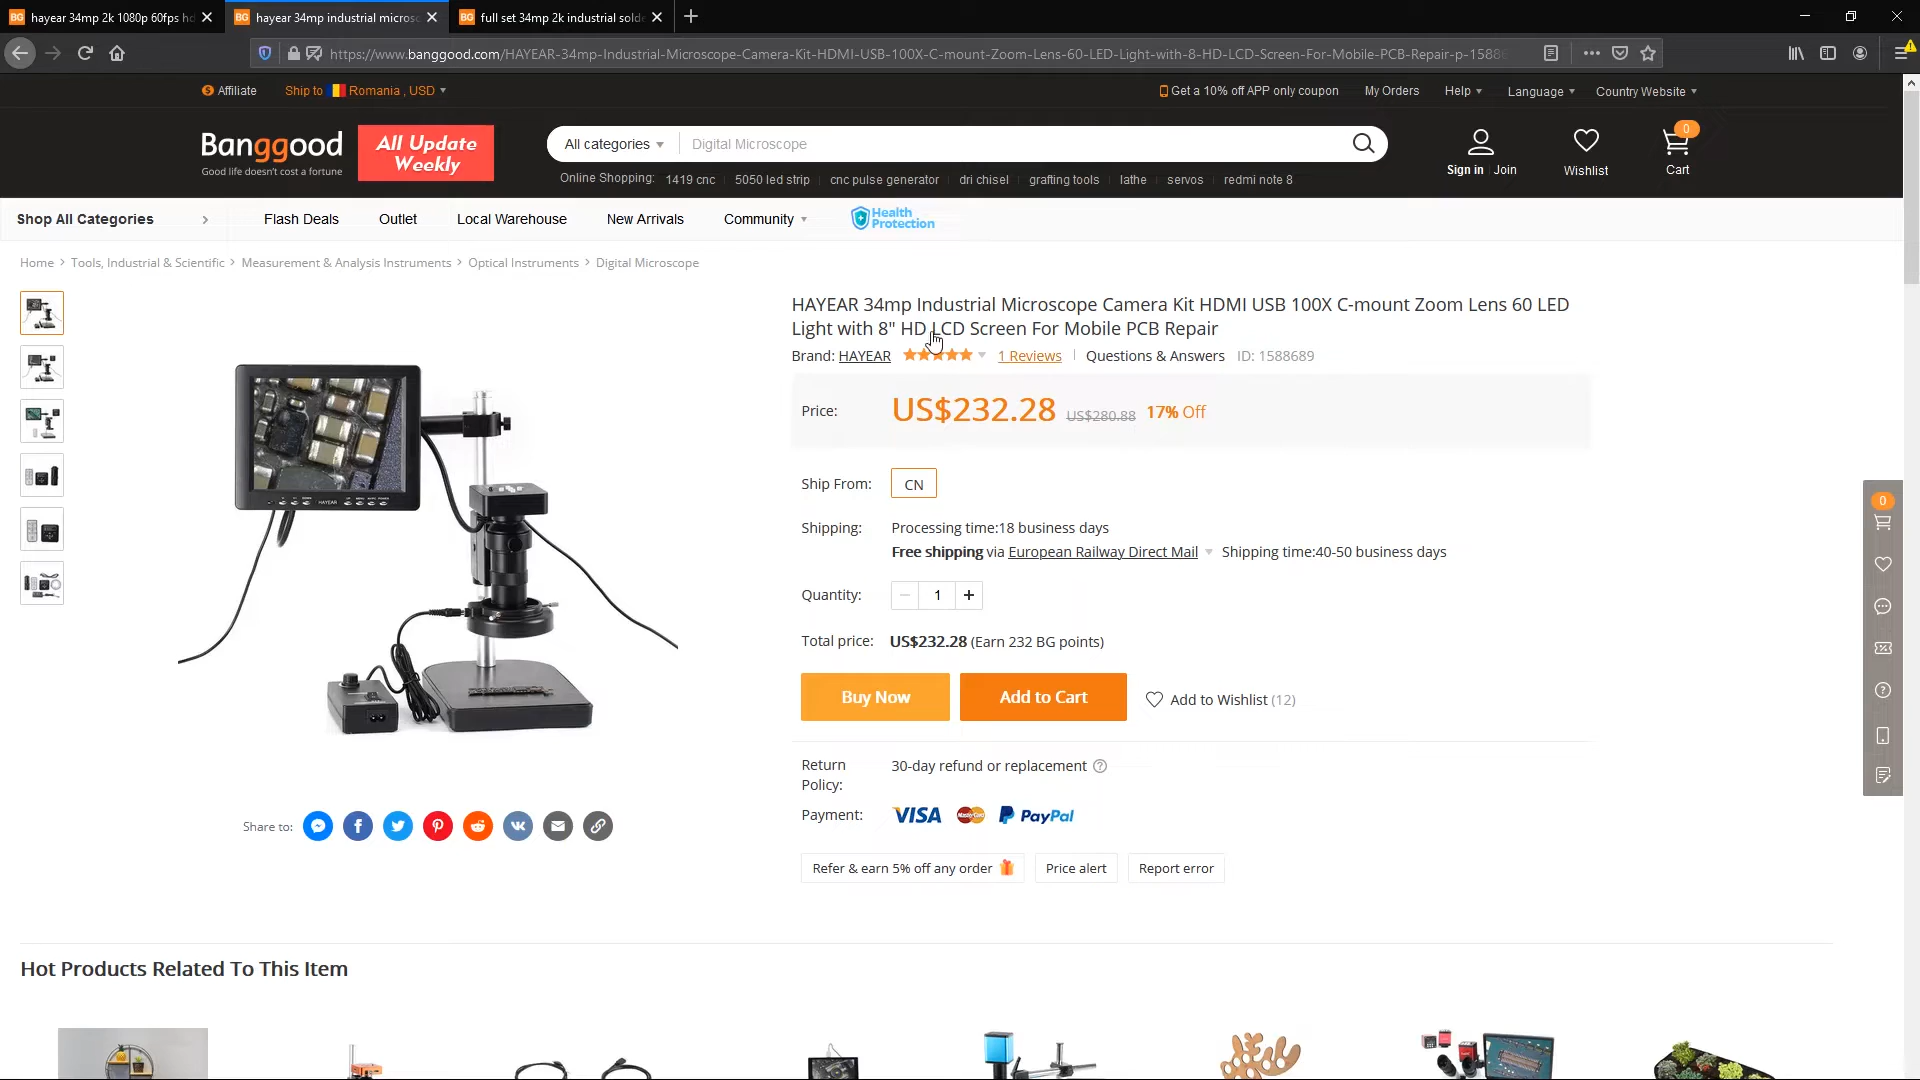 hayear 34mp 2k 1080p 60fps hd
hayear 34mp industrial microsc
full set 34mp 2k industrial solde
https://www.banggood.com/HAYEAR-34mp-Industrial-Microscope-Camera-Kit-HDMI-USB-100X-C-mount-Zoom-Lens-60-LED-Light-with-8-HD-LCD-Screen-For-Mobile-PCB-Repair-p-15886
Affiliate
Ship to Romania , USD
Get a 10% off APP only coupon
My Orders
Help
Language
Country Website
Banggood
Good life doesn't cost a fortune
All Update
Weekly
All categories
Digital Microscope
Online Shopping: 1419 cnc 5050 led strip cnc pulse generator dri chisel grafting tools lathe servos redmi note 8
Sign in Join
Wishlist
0
Cart
Shop All Categories
Flash Deals
Outlet
Local Warehouse
New Arrivals
Community
Health
Protection
Home > Tools, Industrial & Scientific > Measurement & Analysis Instruments > Optical Instruments > Digital Microscope
HAYEAR 34mp Industrial Microscope Camera Kit HDMI USB 100X C-mount Zoom Lens 60 LED
Light with 8" HD LCD Screen For Mobile PCB Repair
Brand: HAYEAR 1 Reviews Questions & Answers ID: 1588689
Price: US$232.28 US$280.88 17% Off
Ship From: CN
Shipping: Processing time:18 business days
Free shipping via European Railway Direct Mail Shipping time:40-50 business days
Quantity: 1
Total price: US$232.28 (Earn 232 BG points)
Buy Now
Add to Cart
Add to Wishlist (12)
Return
Policy:
30-day refund or replacement
Payment: VISA MasterCard PayPal
Refer & earn 5% off any order
Price alert
Report error
HAYEAR
Share to:
0
Hot Products Related To This Item